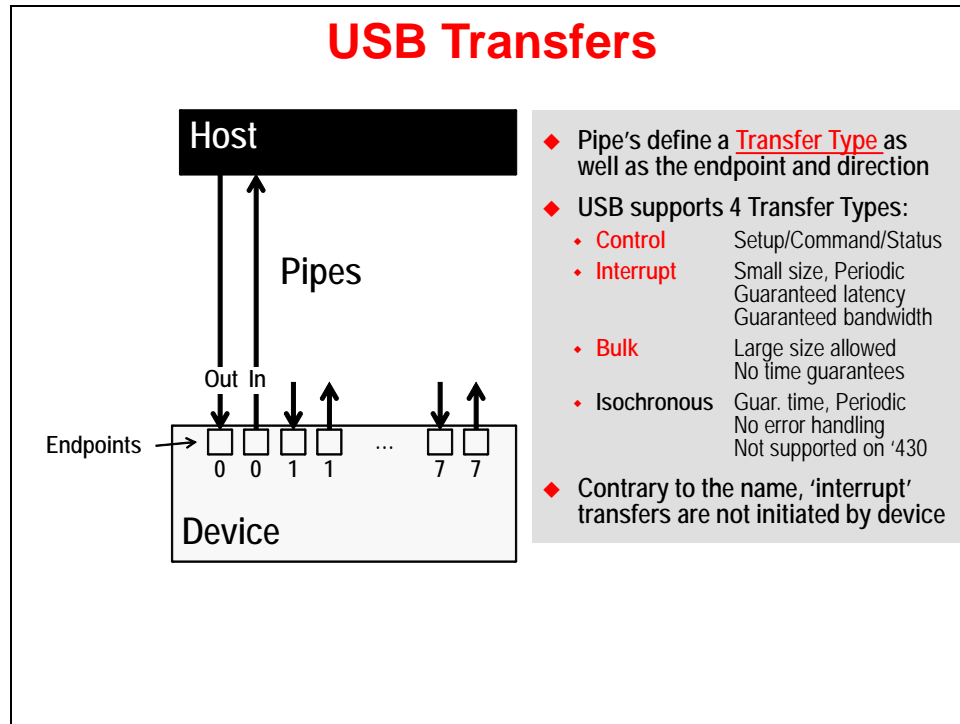 USB Transfers
Host
Pipes
Out In
Endpoints
0 0 1 1 ... 7 7
Device
◆ Pipe's define a Transfer Type as
well as the endpoint and direction
◆ USB supports 4 Transfer Types:
◆ Control Setup/Command/Status
◆ Interrupt Small size, Periodic
Guaranteed latency
Guaranteed bandwidth
◆ Bulk Large size allowed
No time guarantees
◆ Isochronous Guar. time, Periodic
No error handling
Not supported on ‘430
◆ Contrary to the name, ‘interrupt’
transfers are not initiated by device